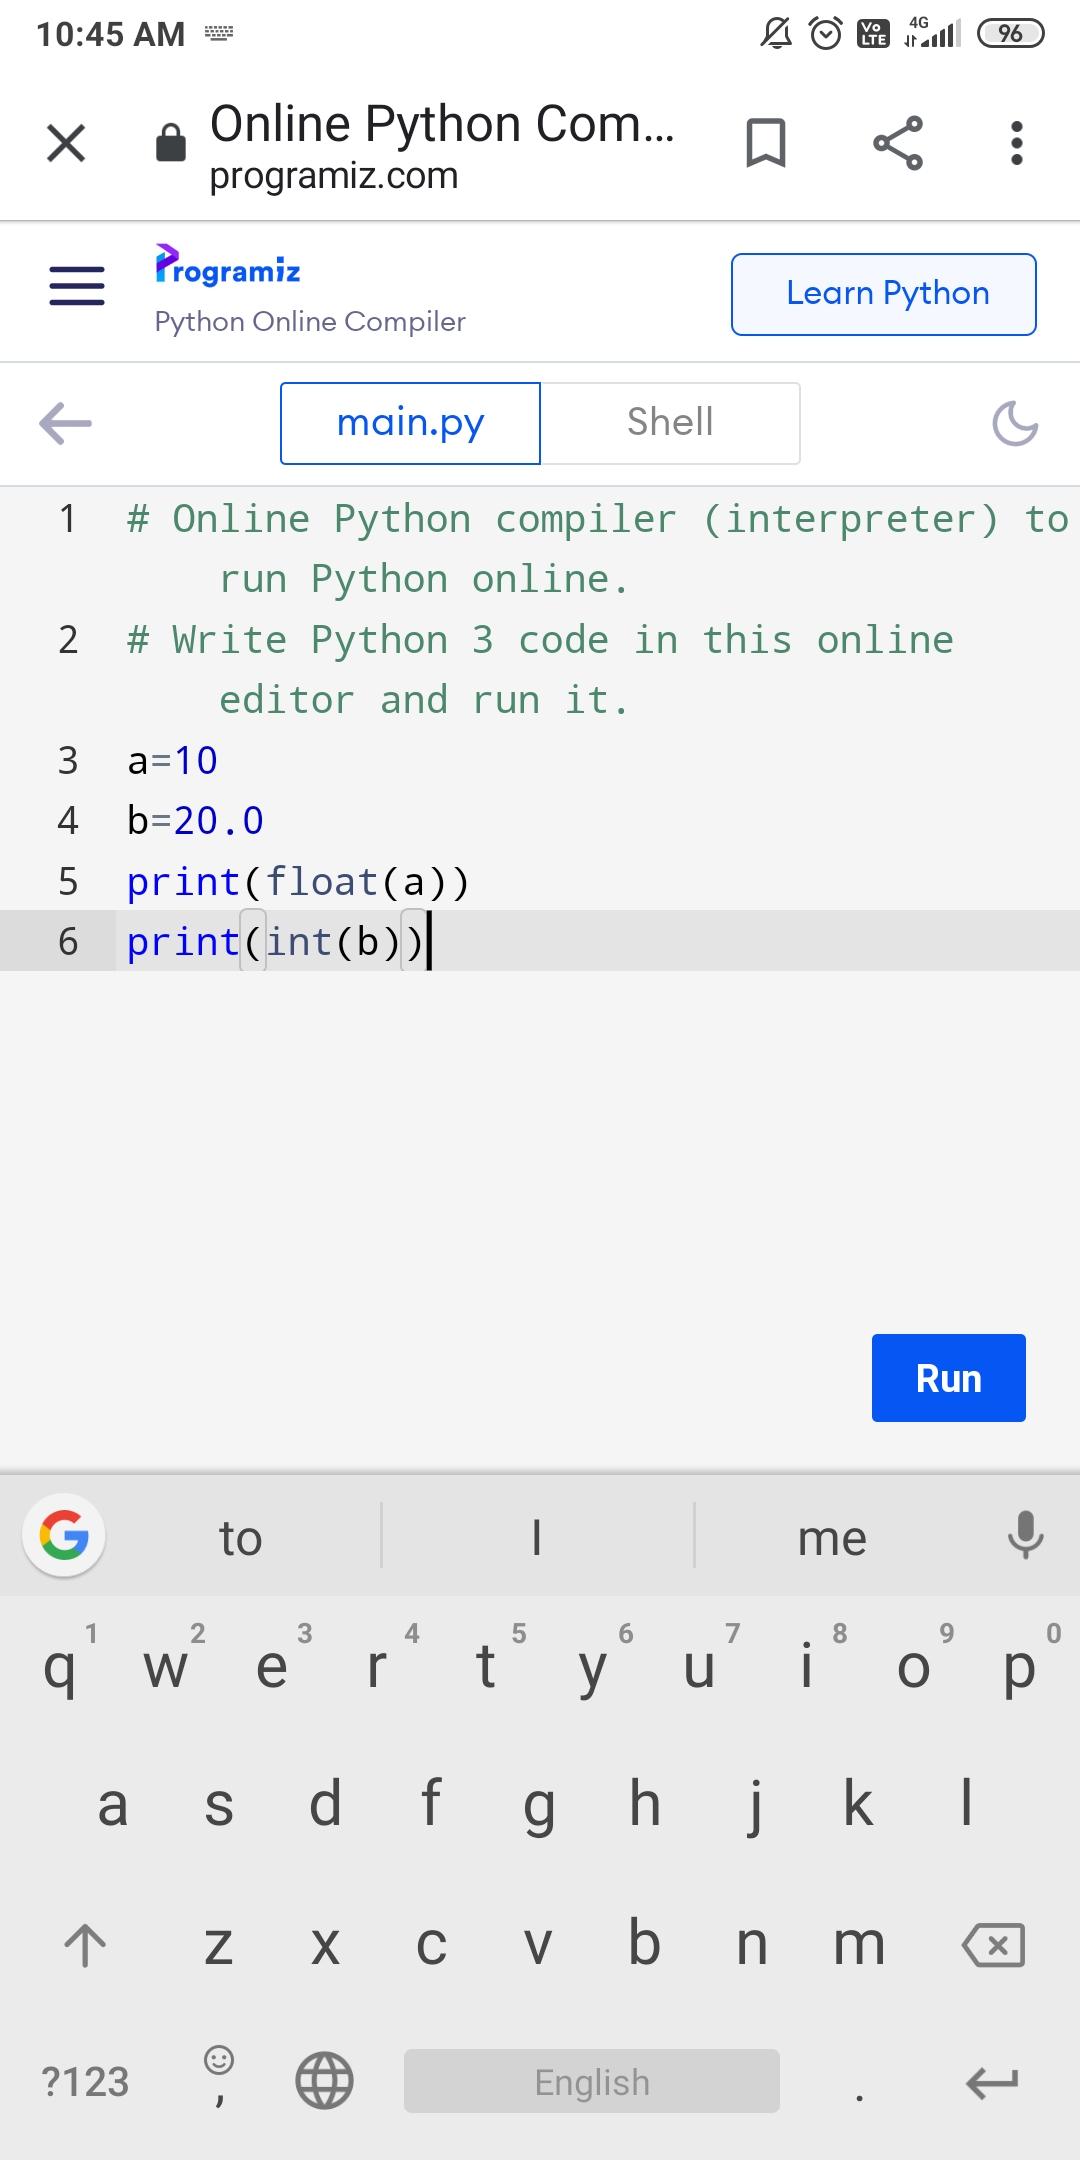 10:45 AM
Vo LTE 4G 96
Online Python Com...
programiz.com
Programiz
Python Online Compiler
Learn Python
main.py Shell
1 # Online Python compiler (interpreter) to
run Python online.
2 # Write Python 3 code in this online
editor and run it.
3 a=10
4 b=20.0
5 print(float(a))
6 print(int(b))
Run
G to I me
1 2 3 4 5 6 7 8 9 0
q w e r t y u i o p
a s d f g h j k l
z x c v b n m
?123 , English .